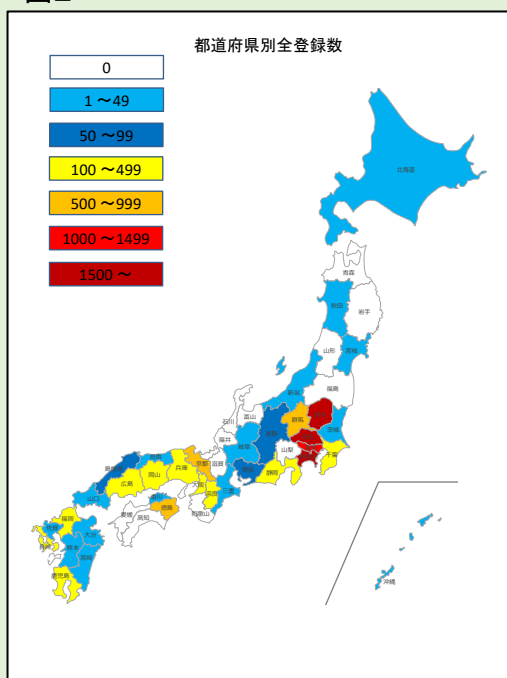 都道府県別全登録数
0
1 ～49
50 ～99
100 ～499
500 ～999
1000 ～1499
1500 ～
北海道
青森
秋田
岩手
山形
宮城
新潟
福島
石川
富山
群馬
福井
長野
岐阜
茨城
山梨
千葉
島根
鳥取
京都
滋賀
愛知
静岡
兵庫
岡山
広島
大阪
奈良
三重
山口
香川
和歌山
徳島
愛媛
高知
福岡
佐賀
大分
長崎
熊本
宮崎
鹿児島
沖縄